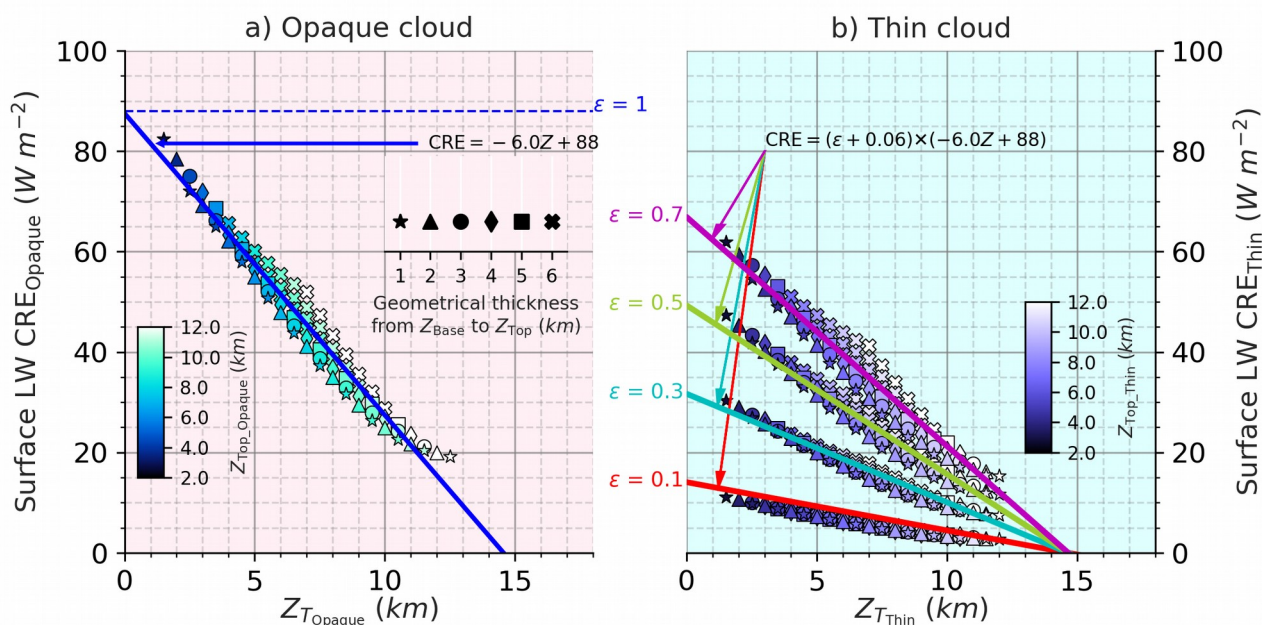 a) Opaque cloud
100
80
60
40
20
0
Surface LW CRE_Opaque (W m⁻²)
ε = 1
CRE = − 6.0Z + 88
1 2 3 4 5 6
Geometrical thickness
from Z_Base to Z_Top (km)
12.0
10.0
8.0
6.0
4.0
2.0
Z_Top_Opaque (km)
0 5 10 15
Z_T_Opaque (km)
b) Thin cloud
CRE = (ε + 0.06)×(−6.0Z + 88)
ε = 0.7
ε = 0.5
ε = 0.3
ε = 0.1
12.0
10.0
8.0
6.0
4.0
2.0
Z_Top_Thin (km)
100
80
60
40
20
0
Surface LW CRE_Thin (W m⁻²)
0 5 10 15
Z_T_Thin (km)